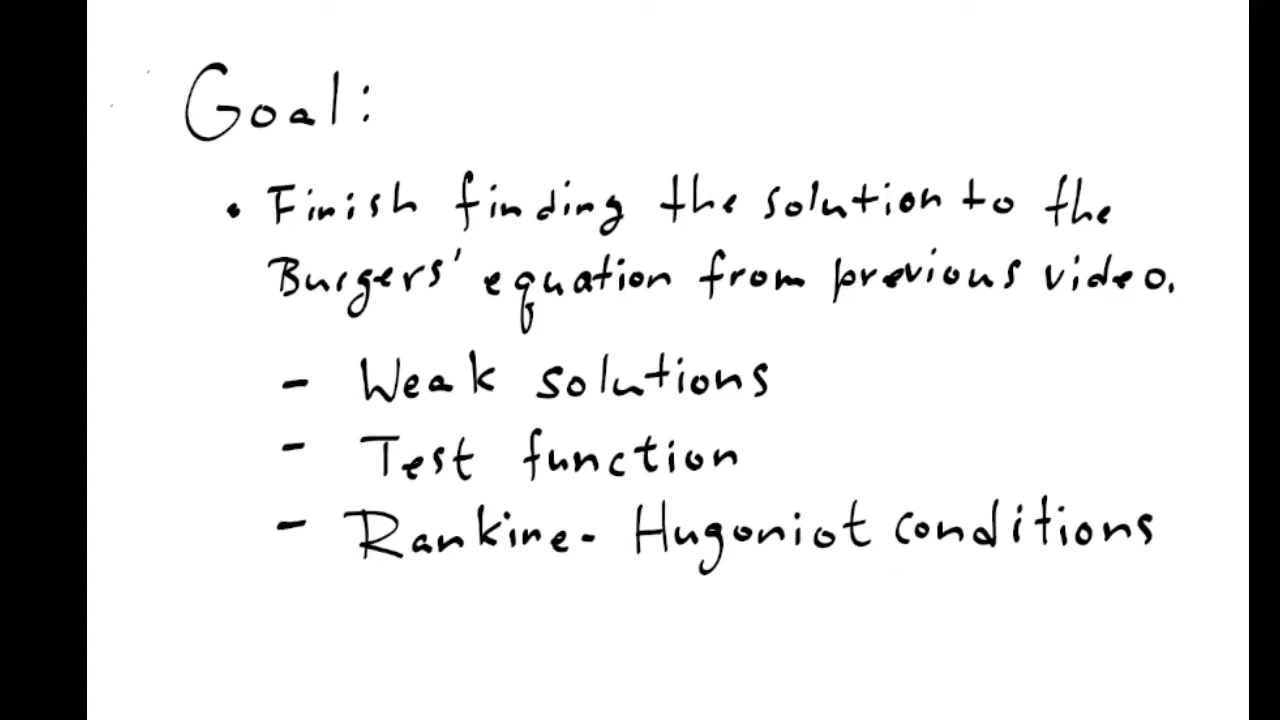 Goal:
• Finish finding the solution to the
Burgers' equation from previous video.
- Weak solutions
- Test function
- Rankine-Hugoniot conditions